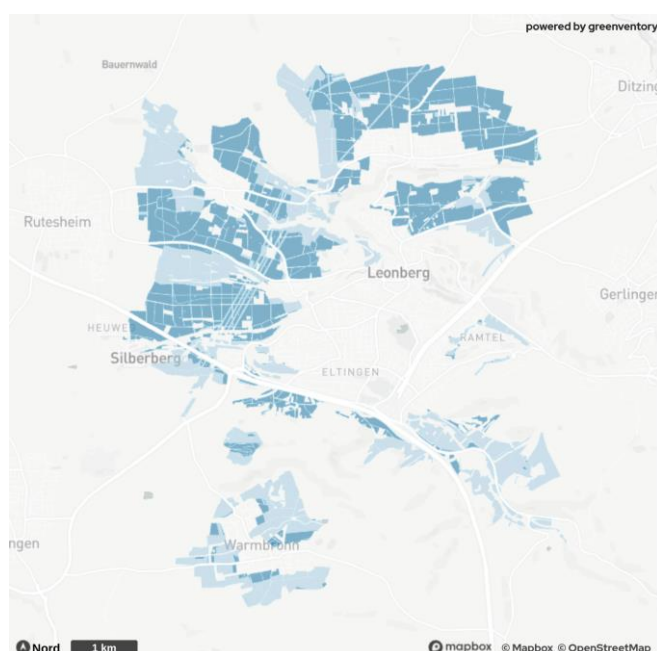 powered by greenventory
Bauernwald
Ditzing
Rutesheim
Leonberg
Gerlinger
HEUWE
RAMTEL
Silberberg
ELTINGEN
ngen
Warmbronn
Nord 1 km
mapbox © Mapbox © OpenStreetMap